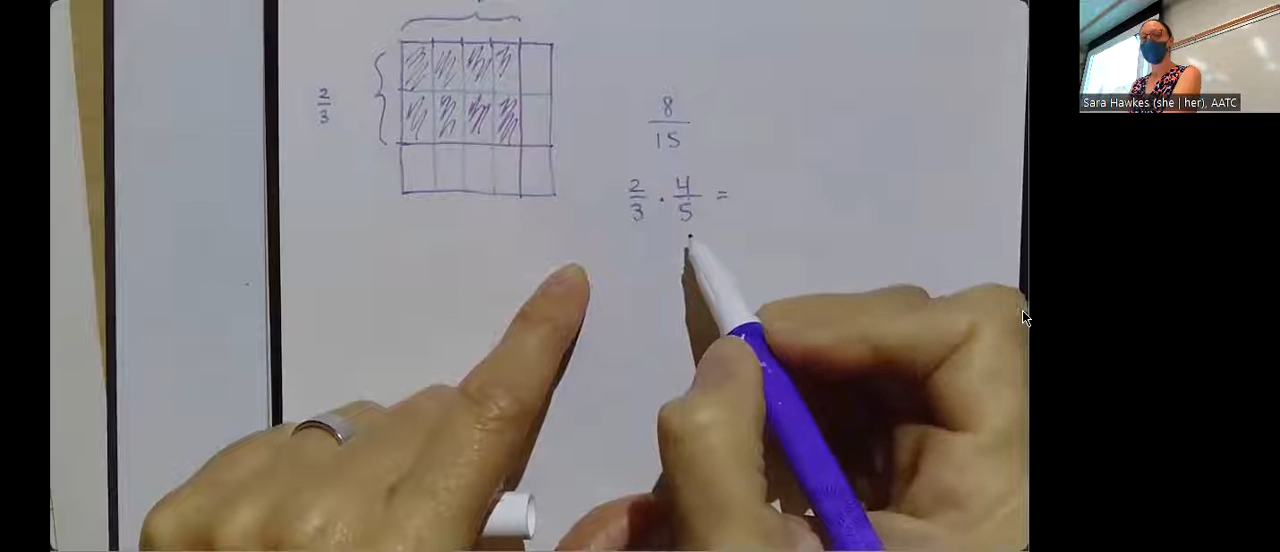 2/3
8/15
2/3 · 4/5 =
Sara Hawkes (she | her), AATC